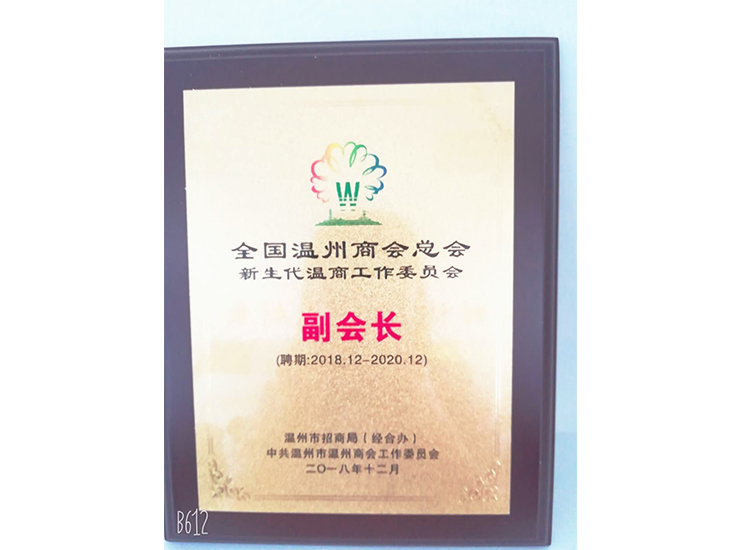 W
全国温州商会总会
新生代温商工作委员会
副会长
(聘期:2018.12-2020.12)
温州市招商局(经合办)
中共温州市温州商会工作委员会
二〇一八年十二月
B612